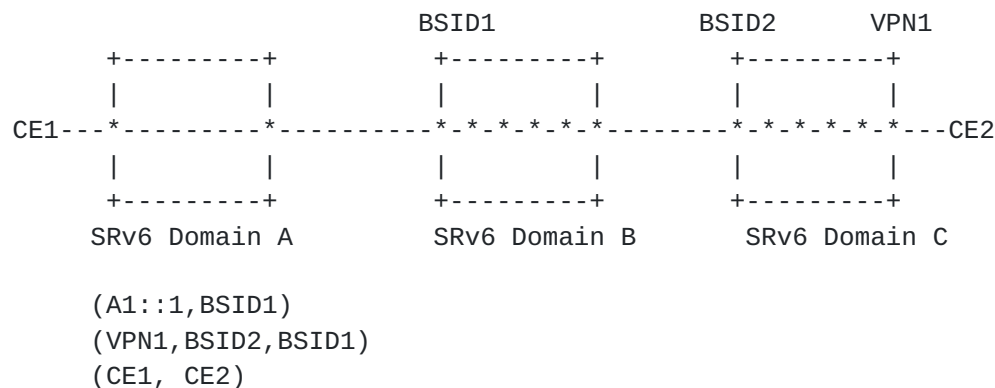 BSID1 BSID2 VPN1
CE1 CE2
SRv6 Domain A SRv6 Domain B SRv6 Domain C
(A1::1,BSID1)
(VPN1,BSID2,BSID1)
(CE1, CE2)